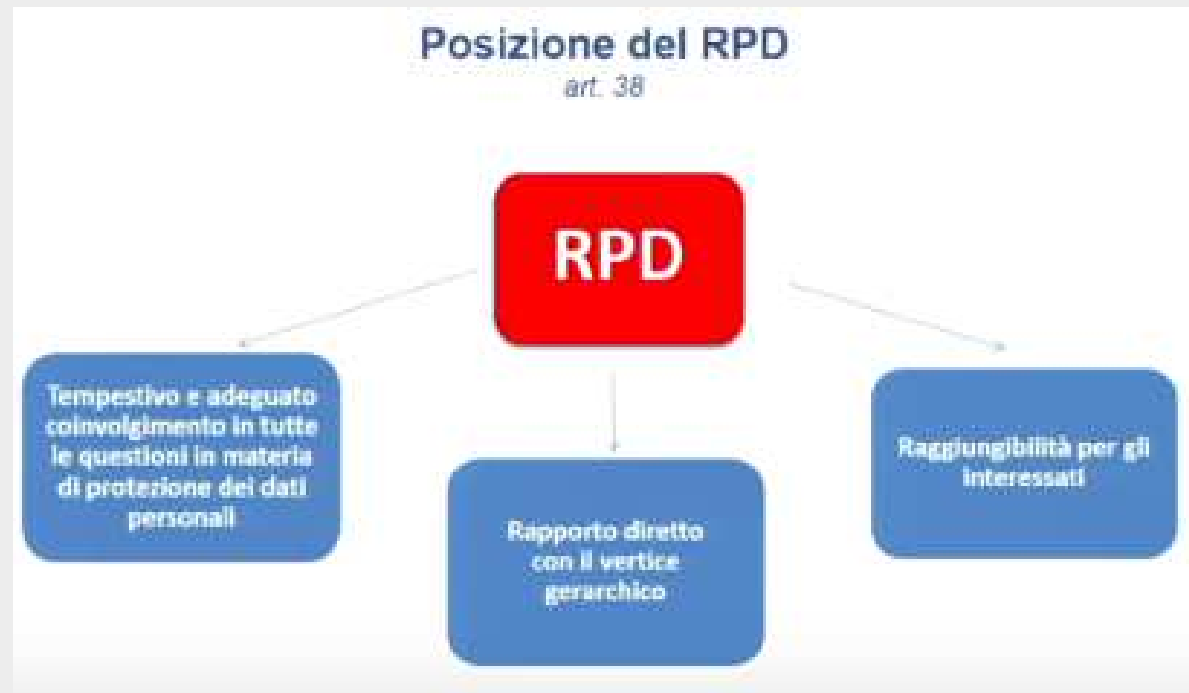 Posizione del RPD
art. 38
RPD
Tempestivo e adeguato
coinvolgimento in tutte
le questioni in materia
di protezione dei dati
personali
Rapporto diretto
con il vertice
gerarchico
Raggiungibilità per gli
interessati